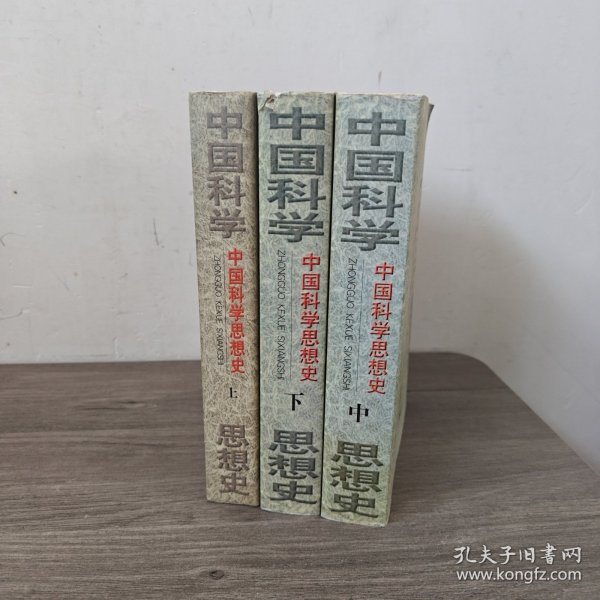 中国科学
中国科学思想史
ZHONGGUO KEXUE SIXIANGSHI
上
思想史
中国科学
中国科学思想史
ZHONGGUO KEXUE SIXIANGSHI
下
思想史
中国科学
中国科学思想史
ZHONGGUO KEXUE SIXIANGSHI
中
思想史
孔夫子旧书网
www.kongfz.com